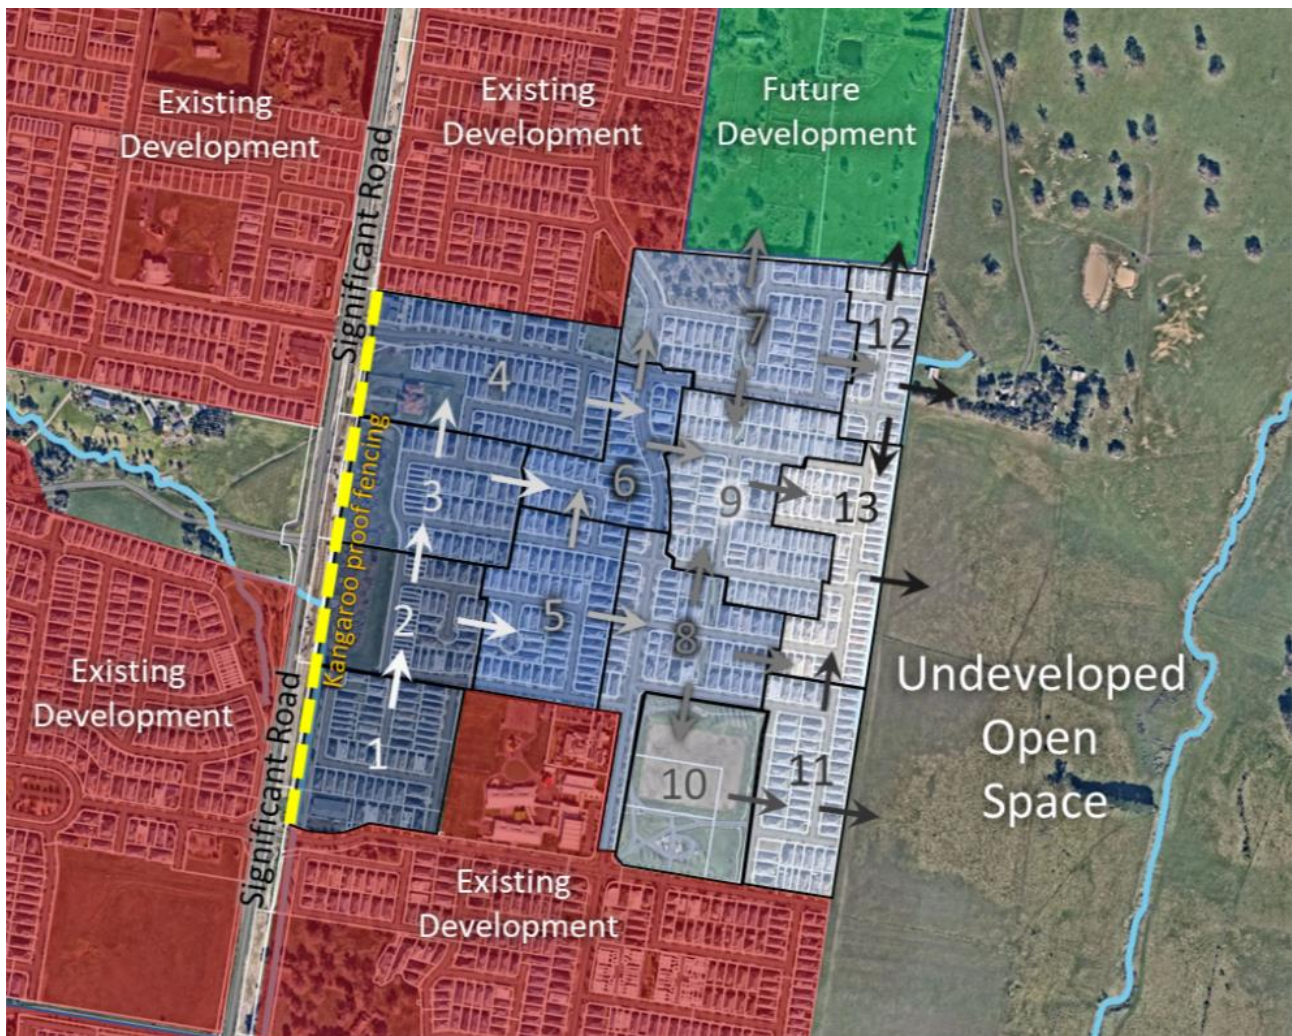 Existing
Development
Existing
Development
Future
Development
Significant Road
7
12
4
Kangaroo proof fencing
3
6
9
13
2
5
8
Existing
Development
Undeveloped
Open
Space
Significant Road
1
10
11
Existing
Development